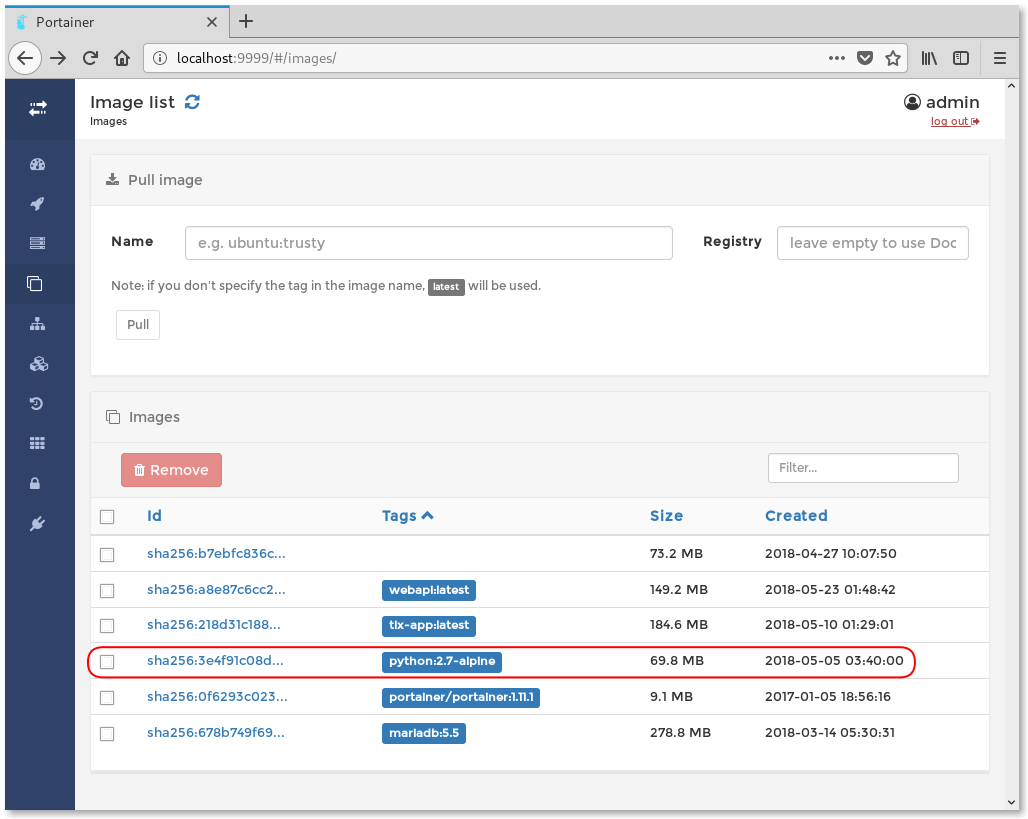 Portainer
localhost:9999/#/images/
Image list
admin
Images
log out
Pull image
Name e.g. ubuntu:trusty Registry leave empty to use Doc
Note: if you don't specify the tag in the image name, latest will be used.
Pull
Images
Remove Filter...
Id Tags Size Created
sha256:b7ebfc836c... 73.2 MB 2018-04-27 10:07:50
sha256:a8e87c6cc2... webapi:latest 149.2 MB 2018-05-23 01:48:42
sha256:218d31c188... tix-app:latest 184.6 MB 2018-05-10 01:29:01
sha256:3e4f91c08d... python:2.7-alpine 69.8 MB 2018-05-05 03:40:00
sha256:0f6293c023... portainer/portainer:1.11.1 9.1 MB 2017-01-05 18:56:16
sha256:678b749f69... mariadb:5.5 278.8 MB 2018-03-14 05:30:31